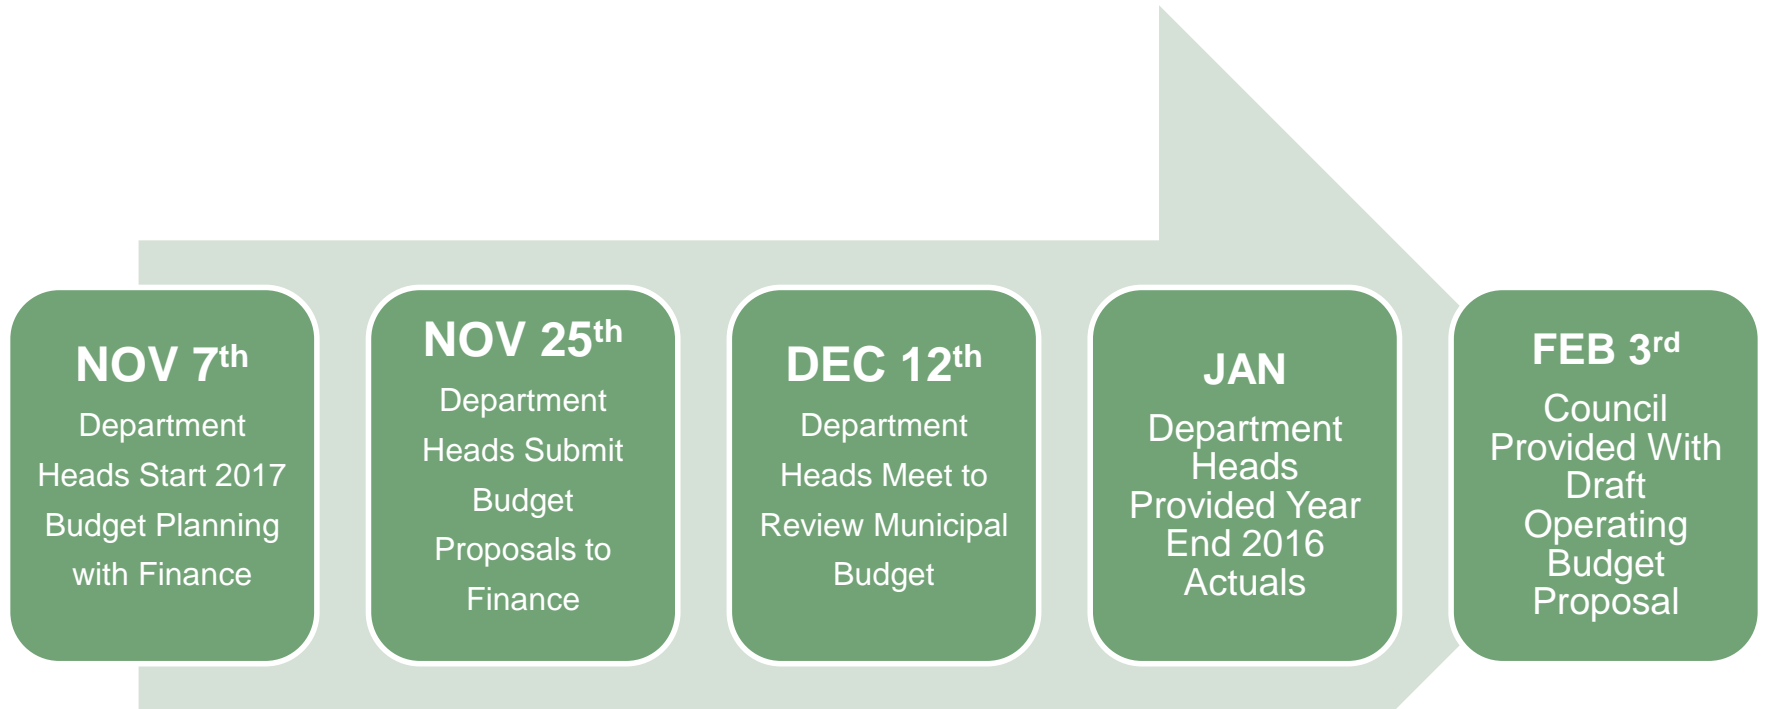 NOV 7th
Department
Heads Start 2017
Budget Planning
with Finance
NOV 25th
Department
Heads Submit
Budget
Proposals to
Finance
DEC 12th
Department
Heads Meet to
Review Municipal
Budget
JAN
Department
Heads
Provided Year
End 2016
Actuals
FEB 3rd
Council
Provided With
Draft
Operating
Budget
Proposal